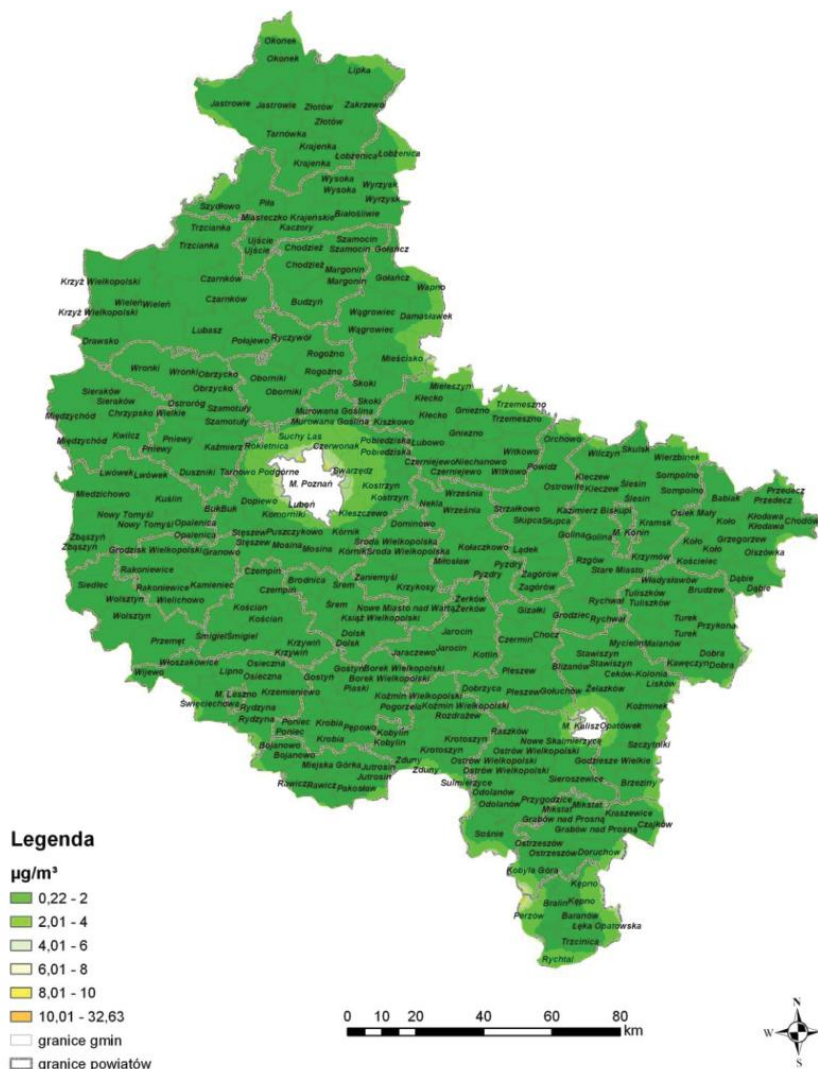 Okonek
Okonek
Lipka
Jastrowie Jastrowie Złotów Zakrzewo
Złotów
Tarnówka
Krajenka
Krajenka Łobżenica Łobżenica
Wysoka
Wysoka Wyrzysk
Wyrzysk
Szydłowo Piła
Miasteczko Krajeńskie Białośliwie
Trzcianka Kaczory
Trzcianka Ujście Chodzież Szamocin
Ujście Szamocin Gołańcz
Chodzież Margonin Gołańcz
Krzyż Wielkopolski Czarnków Margonin Wapno
Wieleń Wieleń Czarnków Budzyń
Krzyż Wielkopolski Wągrowiec Damasławek
Lubasz Wągrowiec
Drawsko Połajewo Ryczywół
Rogoźno Mieścisko
Wronki Wronki Obrzycko Oborniki Rogoźno Skoki Mieleszyn
Sieraków Obrzycko Oborniki Skoki Kłecko Trzemeszno
Sieraków Ostroróg
Międzychód Chrzypsko Wielkie Szamotuły Murowana Goślina Kłecko Gniezno Trzemeszno
Szamotuły Murowana Goślina Kiszkowo
Międzychód Kwilcz Pniewy Suchy Las Gniezno Orchowo Skulsk
Pniewy Kaźmierz Rokietnica Czerwonak Pobiedziska Łubowo Witkowo Wilczyn Wierzbinek
Pobiedziska
Lwówek Lwówek Duszniki Tarnowo Podgórne Swarzędz Czerniejewo Niechanowo Powidz Kleczew Ślesin Sompolno
M. Poznań Kostrzyn Czerniejewo Witkowo Ostrowite Kleczew Ślesin Sompolno Babiak Przedecz
Miedzichowo Kuślin Dopiewo Luboń Kostrzyn Nekla Września Strzałkowo Kazimierz Biskupi Przedecz
Nowy Tomyśl Buk Buk Komorniki Kleszczewo Września Słupca Słupca Kramsk Osiek Mały Koło Kłodawa
Nowy Tomyśl Opalenica Dominowo M. Konin Kłodawa Chodów
Zbąszyń Opalenica Stęszew Puszczykowo Kórnik Środa Wielkopolska Golina Golina Koło Grzegorzew
Zbąszyń Grodzisk Wielkopolski Granowo Stęszew Mosina Mosina Kórnik Środa Wielkopolska Kołaczkowo Lądek Krzymów Koło Olszówka
Rakoniewice Czempiń Miłosław Pyzdry Rzgów Kościelec
Siedlec Rakoniewice Kamieniec Brodnica Zaniemyśl Pyzdry Zagórów Stare Miasto Władysławów Dąbie
Wolsztyn Wielichowo Czempiń Śrem Krzykosy Zagórów Tuliszków Brudzew Dąbie
Wolsztyn Kościan Śrem Nowe Miasto nad Wartą Żerków Gizałki Rychwał Tuliszków
Kościan Książ Wielkopolski Żerków Grodziec Rychwał Turek Przykona
Przemęt Śmigiel Śmigiel Dolsk Jarocin Czermin Chocz Mycielin Malanów Turek
Krzywiń Dolsk Jaraczewo Jarocin Kotlin Stawiszyn Dobra
Włoszakowice Osieczna Krzywiń Blizanów Stawiszyn Kawęczyn Dobra
Wijewo Lipno Osieczna Gostyń Gostyń Borek Wielkopolski Pleszew Ceków-Kolonia
Borek Wielkopolski Lisków
M. Leszno Krzemieniewo Piaski Koźmin Wielkopolski Dobrzyca Pleszew Gołuchów Żelazków
Święciechowa Rydzyna Pogorzela Koźmin Wielkopolski Koźminek
Rydzyna Poniec Krobia Pępowo Rozdrażew
Poniec Kobylin Krotoszyn Raszków M. Kalisz Opatówek
Bojanowo Krobia Kobylin Nowe Skalmierzyce Szczytniki
Bojanowo Krotoszyn Ostrów Wielkopolski
Miejska Górka Jutrosin Zduny Ostrów Wielkopolski Godziesze Wielkie
Jutrosin Zduny Ostrów Wielkopolski
Rawicz Rawicz Pakosław Sulmierzyce Sieroszewice Brzeziny
Odolanów Przygodzice
Odolanów Mikstat Mikstat Kraszewice
Grabów nad Prosną
Sośnie Grabów nad Prosną Czajków
Ostrzeszów
Ostrzeszów Doruchów
Kobyla Góra
Kępno
Bralin Kępno
Perzów Baranów
Łęka Opatowska
Trzcinica
Rychtal
Legenda
µg/m³
0,22 - 2
2,01 - 4
4,01 - 6
6,01 - 8
8,01 - 10
10,01 - 32,63
granice gmin
granice powiatów
0 10 20 40 60 80
km
N
W E
S